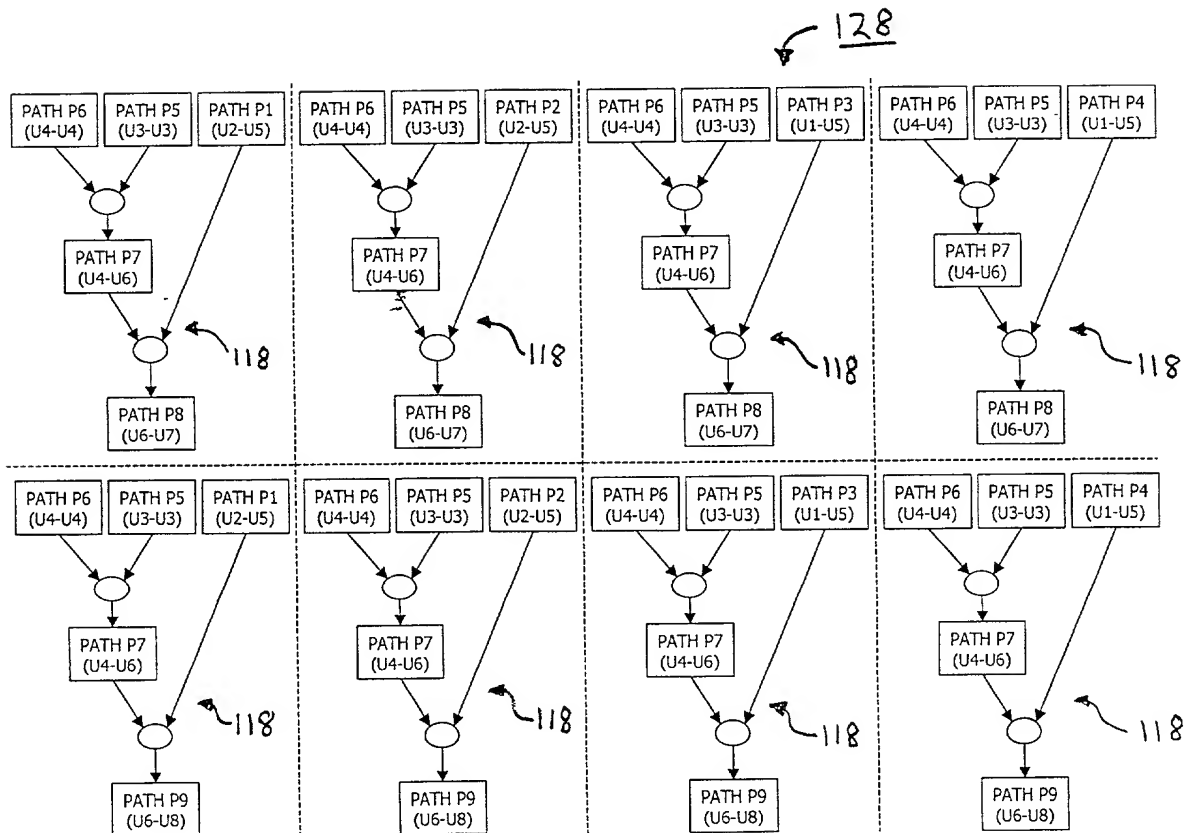 128
PATH P6
(U4-U4)
PATH P5
(U3-U3)
PATH P1
(U2-U5)
PATH P7
(U4-U6)
118
PATH P8
(U6-U7)
PATH P6
(U4-U4)
PATH P5
(U3-U3)
PATH P2
(U2-U5)
PATH P7
(U4-U6)
118
PATH P8
(U6-U7)
PATH P6
(U4-U4)
PATH P5
(U3-U3)
PATH P3
(U1-U5)
PATH P7
(U4-U6)
118
PATH P8
(U6-U7)
PATH P6
(U4-U4)
PATH P5
(U3-U3)
PATH P4
(U1-U5)
PATH P7
(U4-U6)
118
PATH P8
(U6-U7)
PATH P6
(U4-U4)
PATH P5
(U3-U3)
PATH P1
(U2-U5)
PATH P7
(U4-U6)
118
PATH P9
(U6-U8)
PATH P6
(U4-U4)
PATH P5
(U3-U3)
PATH P2
(U2-U5)
PATH P7
(U4-U6)
118
PATH P9
(U6-U8)
PATH P6
(U4-U4)
PATH P5
(U3-U3)
PATH P3
(U1-U5)
PATH P7
(U4-U6)
118
PATH P9
(U6-U8)
PATH P6
(U4-U4)
PATH P5
(U3-U3)
PATH P4
(U1-U5)
PATH P7
(U4-U6)
118
PATH P9
(U6-U8)